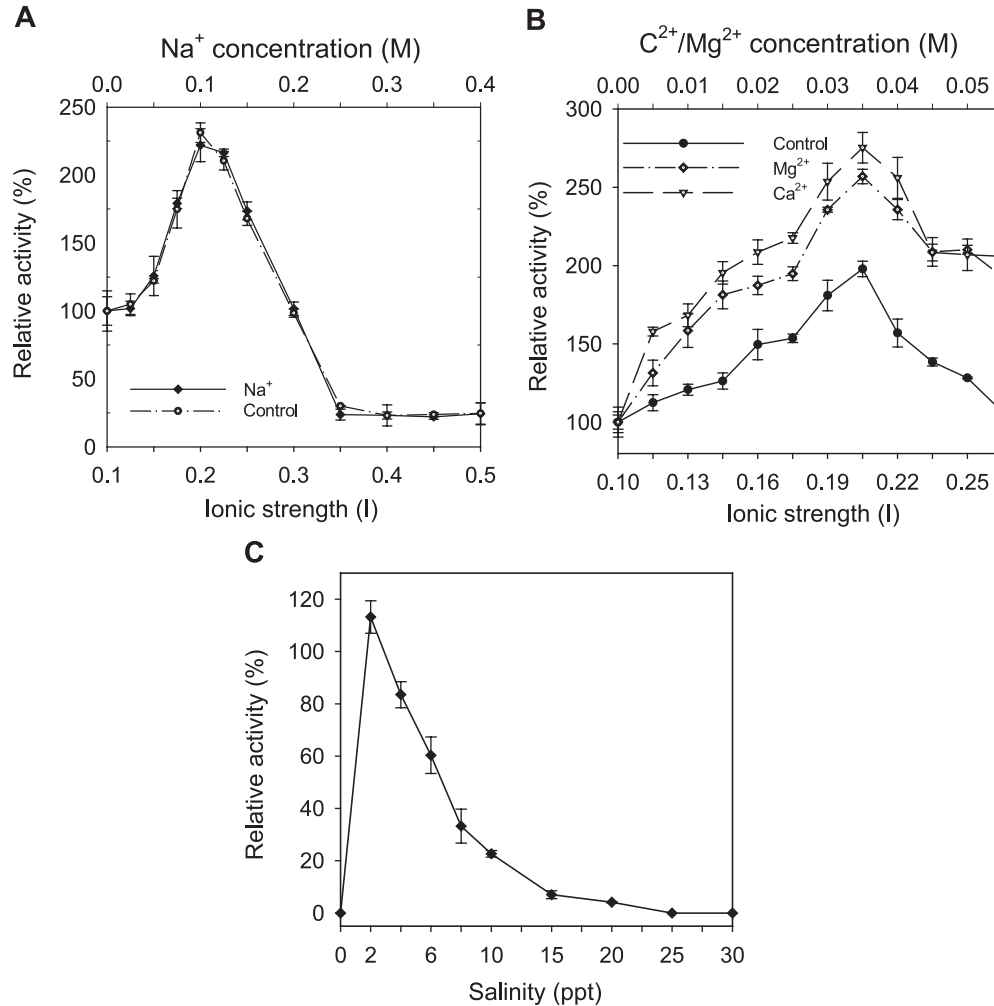 A
Na⁺ concentration (M)
0.0 0.1 0.2 0.3 0.4
250
200
150
100
50
0
Relative activity (%)
Na⁺
Control
0.1 0.2 0.3 0.4 0.5
Ionic strength (I)
B
C²⁺/Mg²⁺ concentration (M)
0.00 0.01 0.02 0.03 0.04 0.05
300
250
200
150
100
Relative activity (%)
Control
Mg²⁺
Ca²⁺
0.10 0.13 0.16 0.19 0.22 0.25
Ionic strength (I)
C
120
100
80
60
40
20
0
Relative activity (%)
0 2 6 10 15 20 25 30
Salinity (ppt)